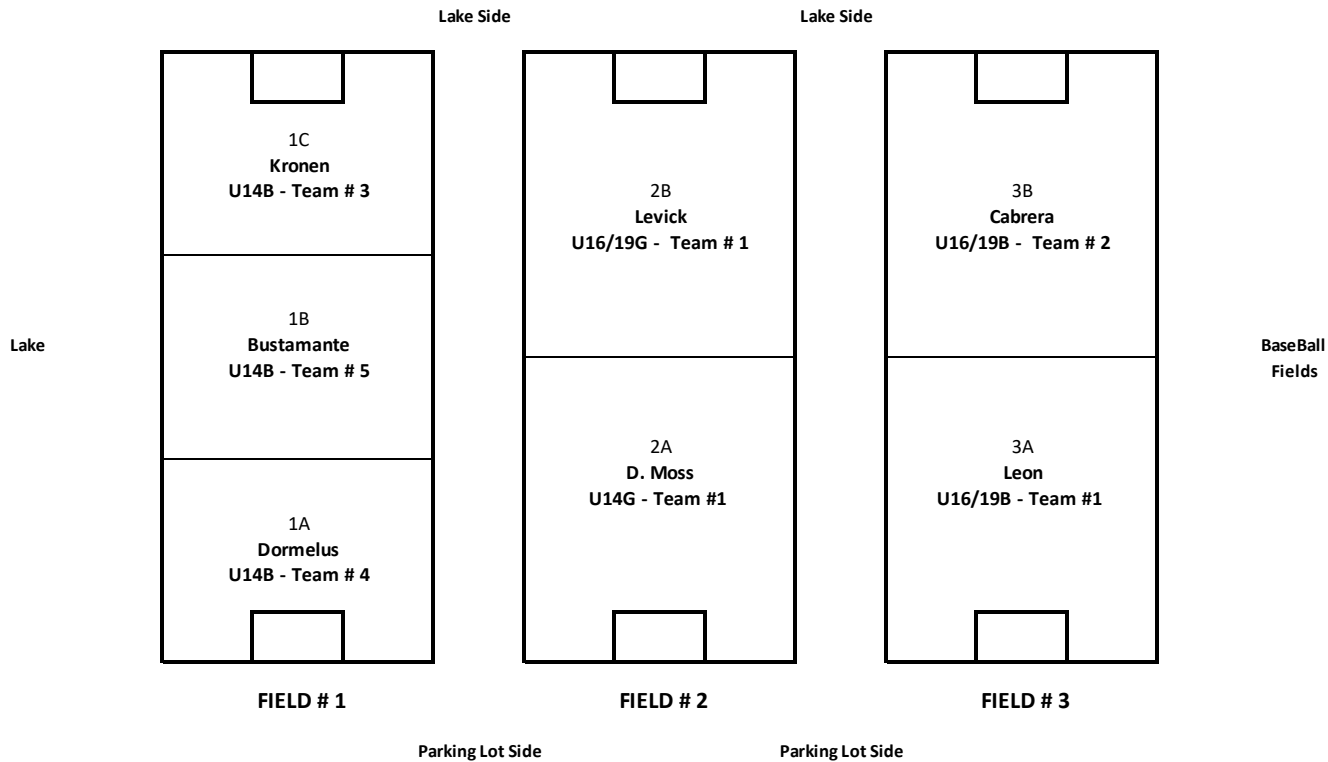 Lake Side
Lake Side
1C
Kronen
U14B - Team # 3
2B
Levick
U16/19G -  Team # 1
3B
Cabrera
U16/19B -  Team # 2
Lake
1B
Bustamante
U14B - Team # 5
BaseBall
Fields
1A
Dormelus
U14B - Team # 4
2A
D. Moss
U14G - Team #1
3A
Leon
U16/19B - Team #1
FIELD # 1
FIELD # 2
FIELD # 3
Parking Lot Side
Parking Lot Side